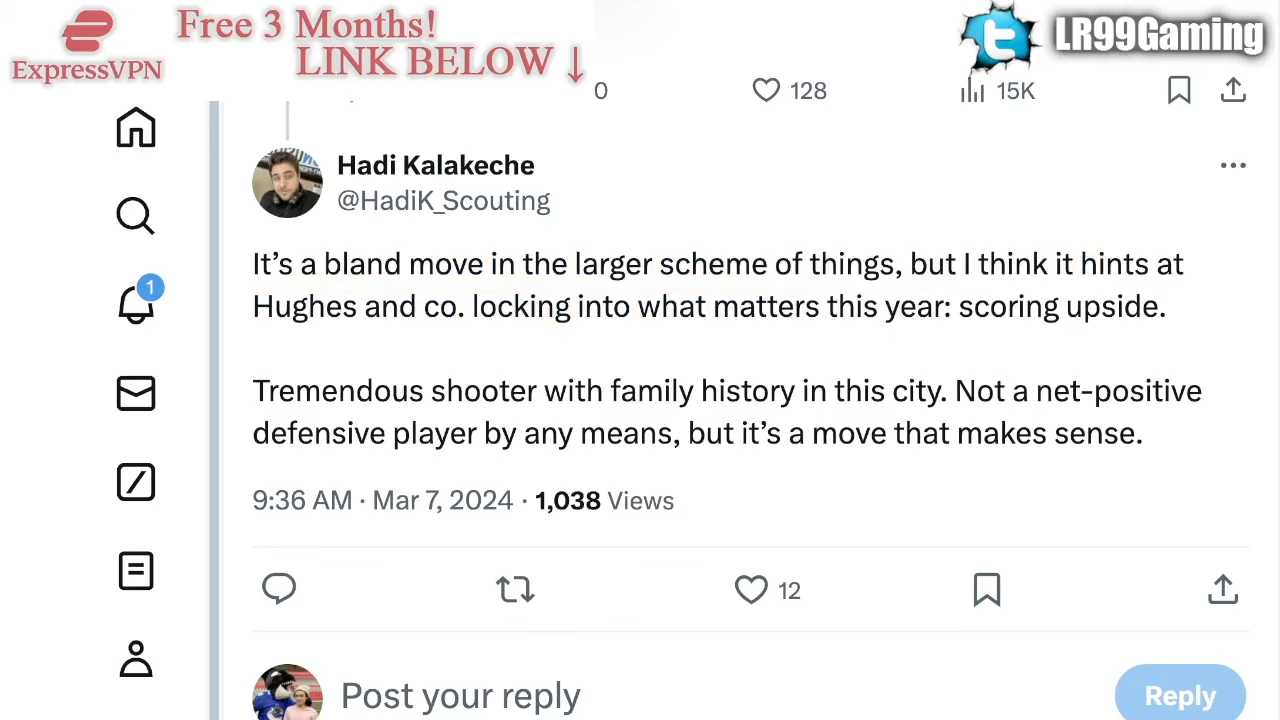 Free 3 Months!
LINK BELOW ↓
ExpressVPN
LR99Gaming
0
128
15K
Hadi Kalakeche
@HadiK_Scouting
It’s a bland move in the larger scheme of things, but I think it hints at
Hughes and co. locking into what matters this year: scoring upside.
Tremendous shooter with family history in this city. Not a net-positive
defensive player by any means, but it’s a move that makes sense.
9:36 AM · Mar 7, 2024 · 1,038 Views
1
12
Post your reply
Reply